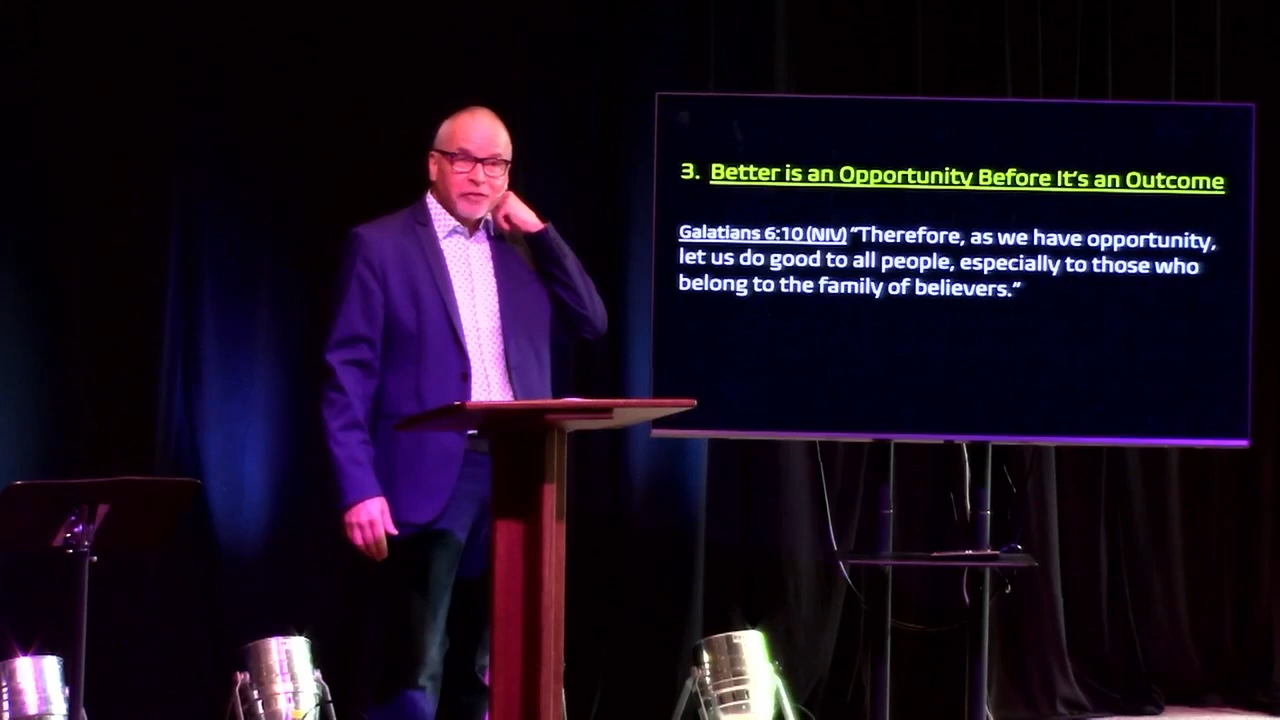 3. Better is an Opportunity Before It's an Outcome
Galatians 6:10 (NIV) “Therefore, as we have opportunity,
let us do good to all people, especially to those who
belong to the family of believers.”